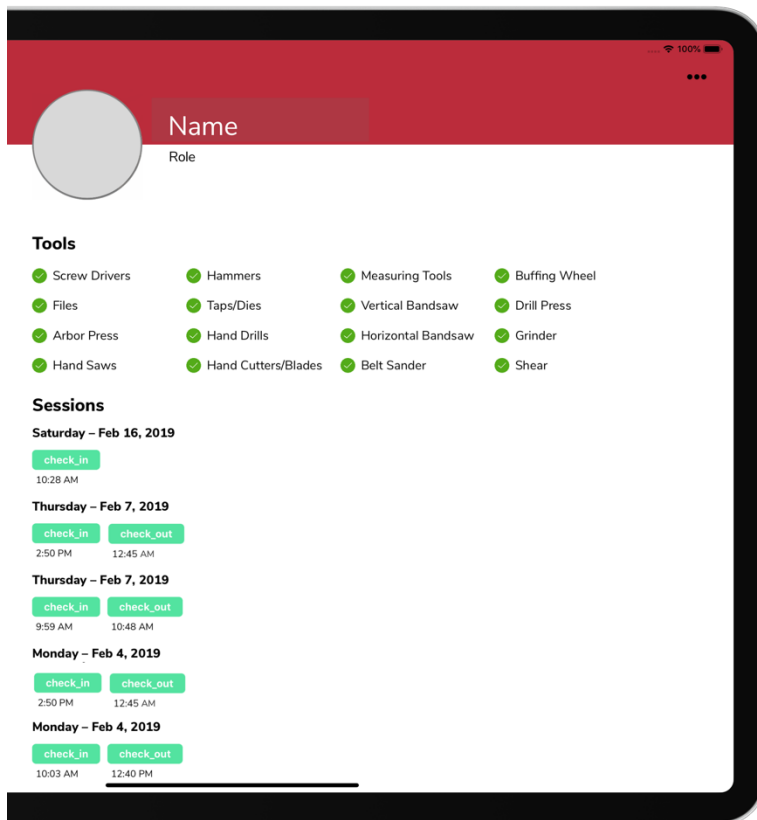 100%
Name
Role
Tools
Screw Drivers Hammers Measuring Tools Buffing Wheel
Files Taps/Dies Vertical Bandsaw Drill Press
Arbor Press Hand Drills Horizontal Bandsaw Grinder
Hand Saws Hand Cutters/Blades Belt Sander Shear
Sessions
Saturday – Feb 16, 2019
check_in
10:28 AM
Thursday – Feb 7, 2019
check_in check_out
2:50 PM 12:45 AM
Thursday – Feb 7, 2019
check_in check_out
9:59 AM 10:48 AM
Monday – Feb 4, 2019
check_in check_out
2:50 PM 12:45 AM
Monday – Feb 4, 2019
check_in check_out
10:03 AM 12:40 PM